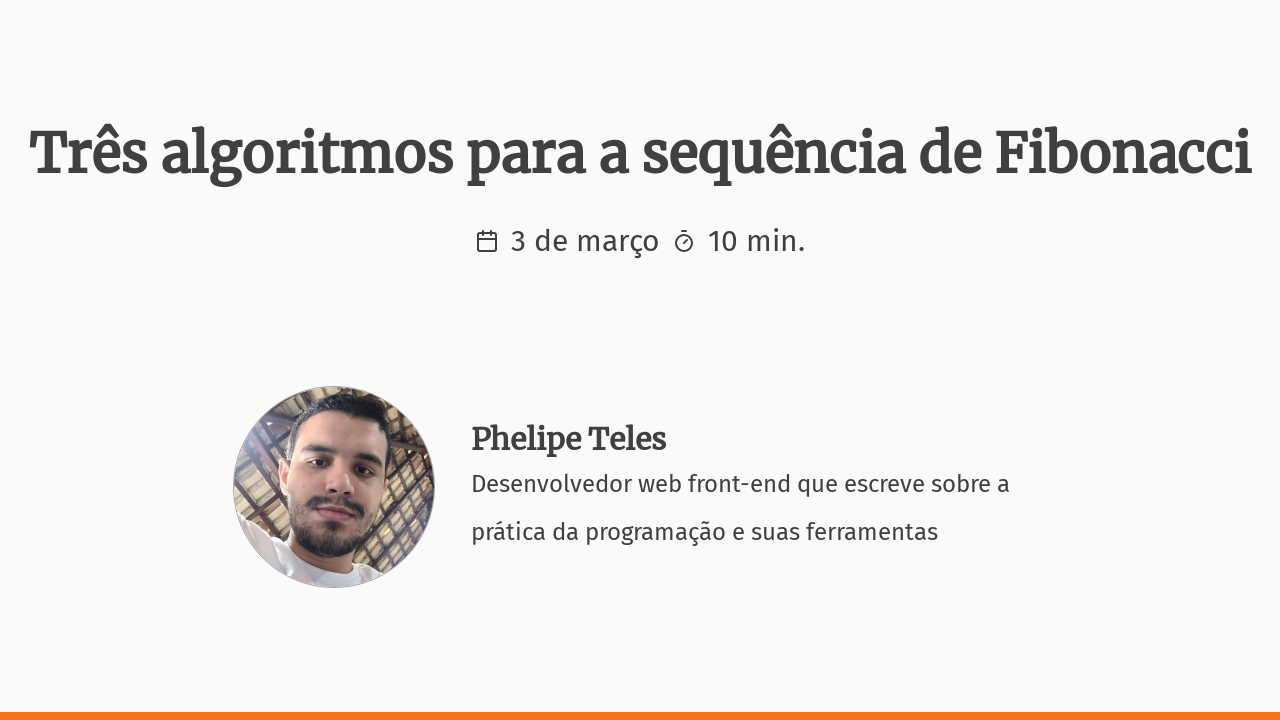 Três algoritmos para a sequência de Fibonacci
3 de março 10 min.
Phelipe Teles
Desenvolvedor web front-end que escreve sobre a
prática da programação e suas ferramentas